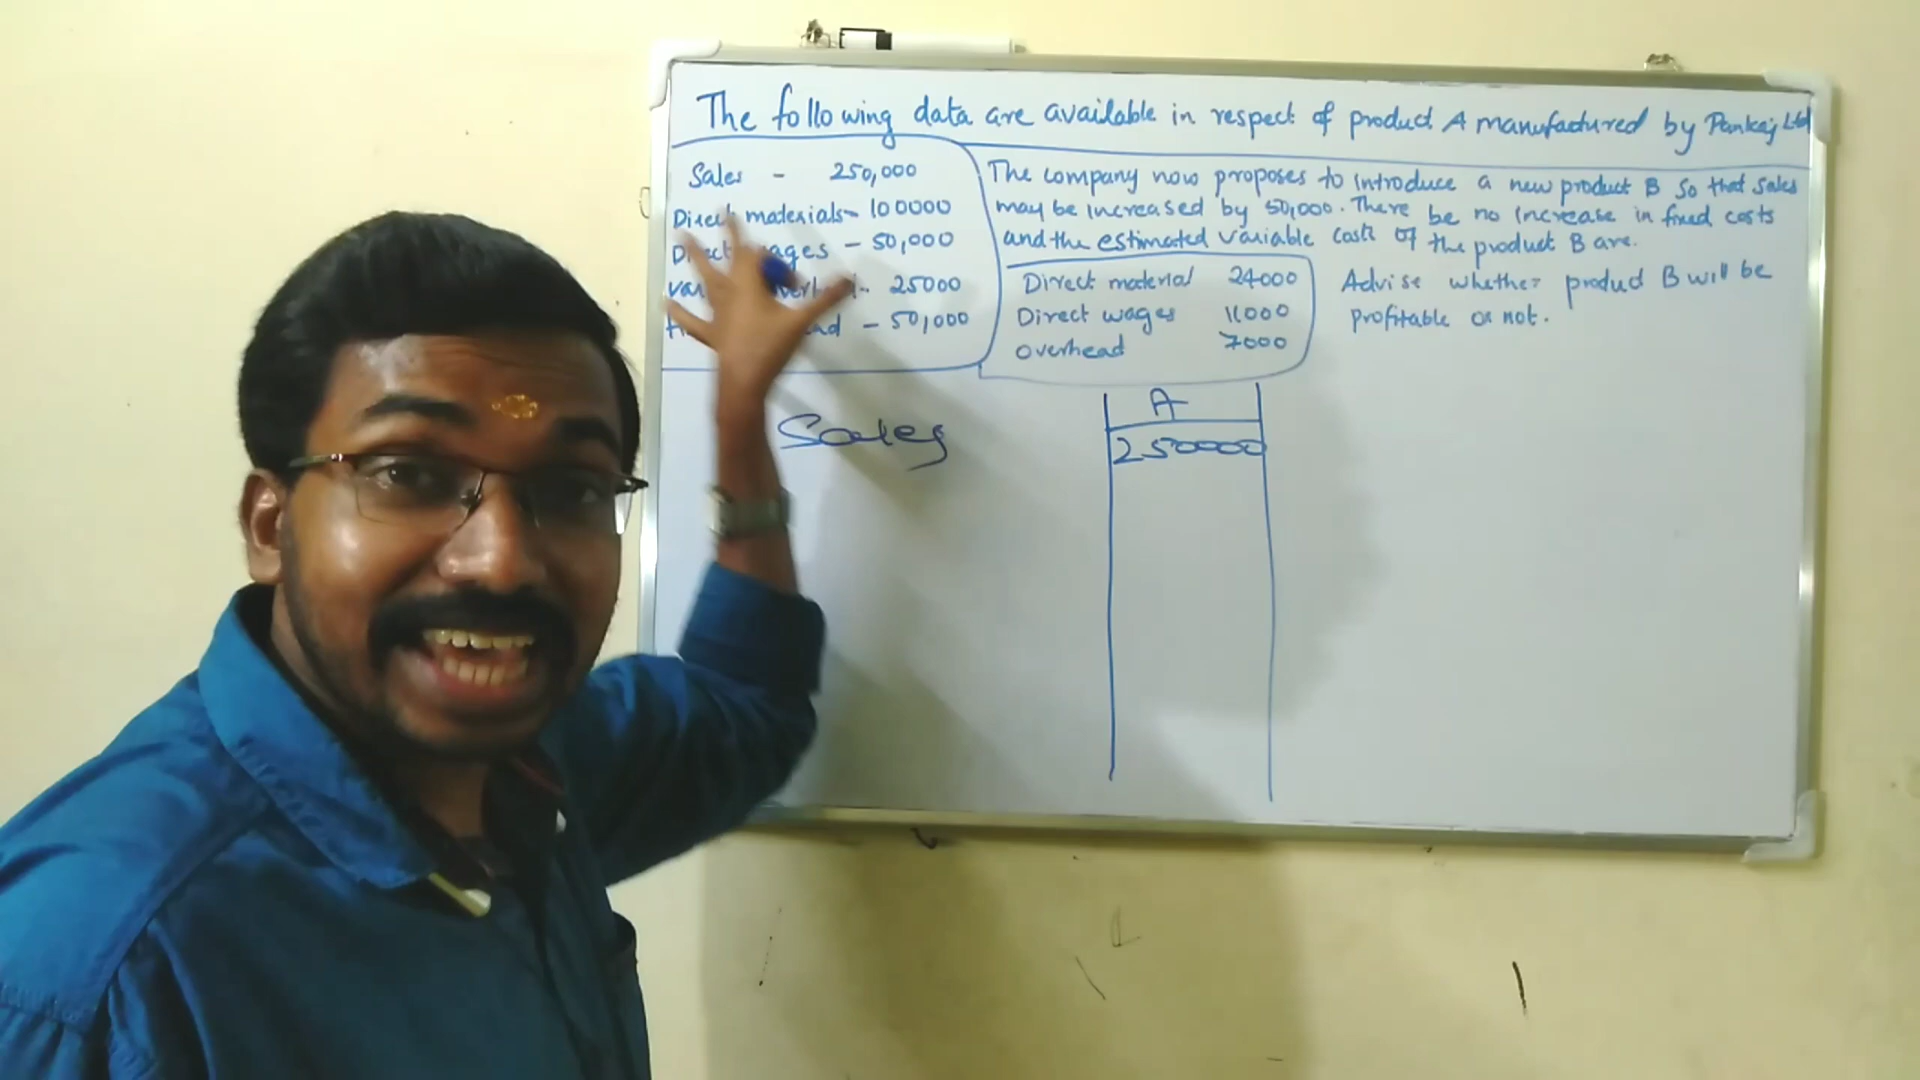 The following data are available in respect of product A manufactured by Pankaj Ltd
Sales - 250,000
Direct materials - 100000
Direct wages - 50,000
25000
- 50,000
The company now proposes to introduce a new product B so that sales
may be increased by 50,000. There be no increase in fixed costs
and the estimated variable costs of the product B are.
Direct material 24000
Direct wages 11000
overhead 7000
Advise whether product B will be
profitable or not.
A
Sales 250000